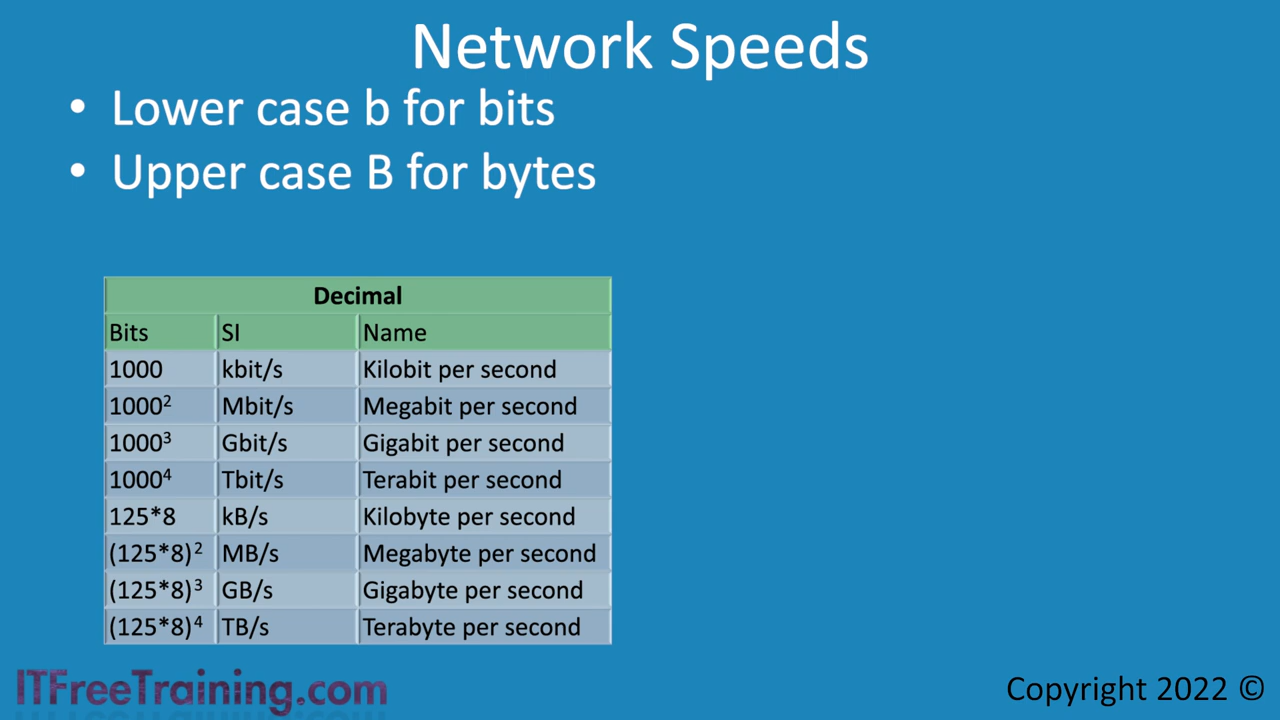 Network Speeds
• Lower case b for bits
• Upper case B for bytes
Decimal
Bits SI Name
1000 kbit/s Kilobit per second
1000² Mbit/s Megabit per second
1000³ Gbit/s Gigabit per second
1000⁴ Tbit/s Terabit per second
125*8 kB/s Kilobyte per second
(125*8)² MB/s Megabyte per second
(125*8)³ GB/s Gigabyte per second
(125*8)⁴ TB/s Terabyte per second
ITFreeTraining.com
Copyright 2022 ©